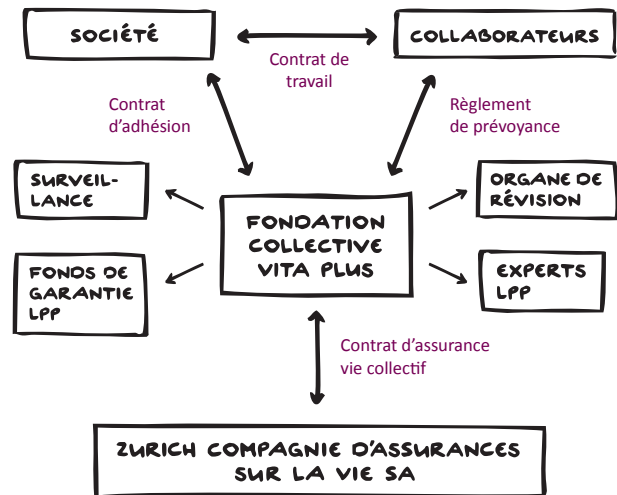 SOCIÉTÉ
COLLABORATEURS
Contrat de
travail
Contrat
d'adhésion
Règlement
de prévoyance
SURVEIL-
LANCE
ORGANE DE
RÉVISION
FONDATION
COLLECTIVE
VITA PLUS
FONDS DE
GARANTIE
LPP
EXPERTS
LPP
Contrat d'assurance
vie collectif
ZURICH COMPAGNIE D'ASSURANCES
SUR LA VIE SA